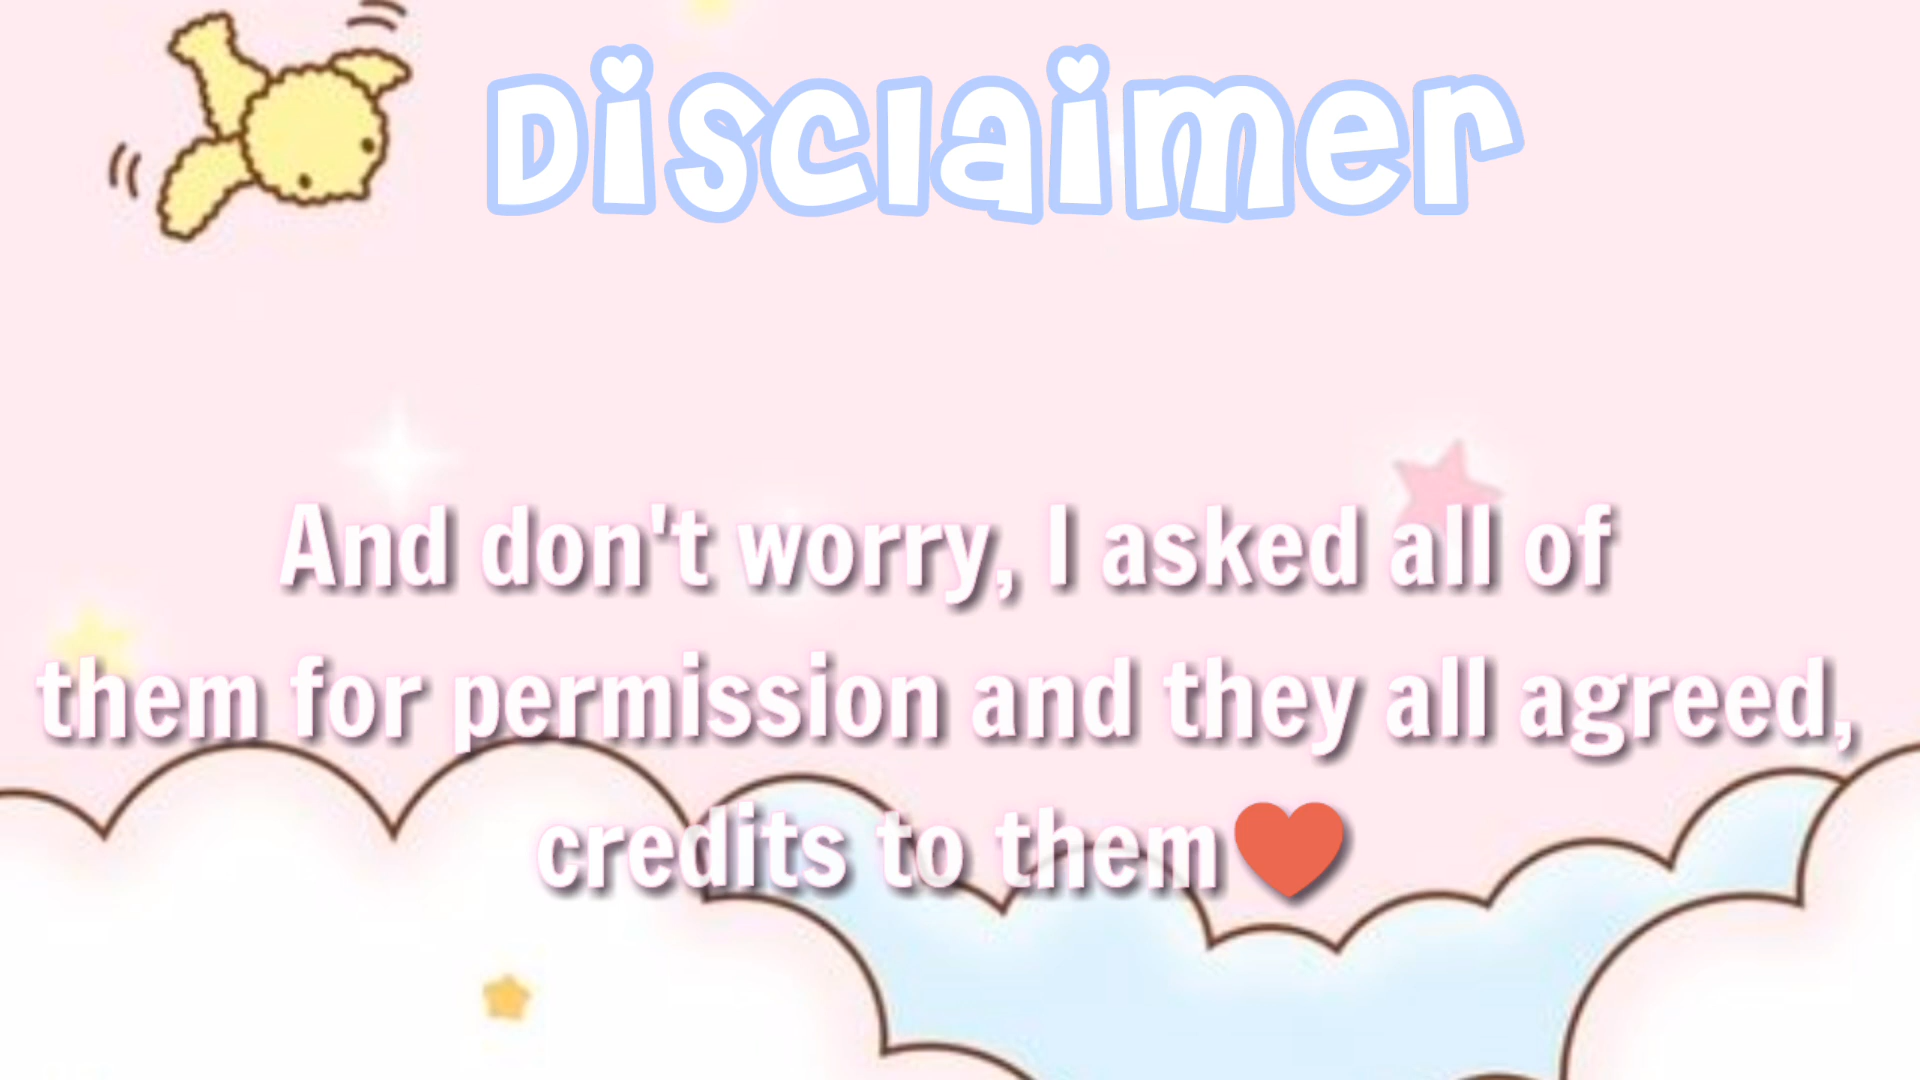 Disclaimer
And don't worry, I asked all of
them for permission and they all agreed,
credits to them❤️